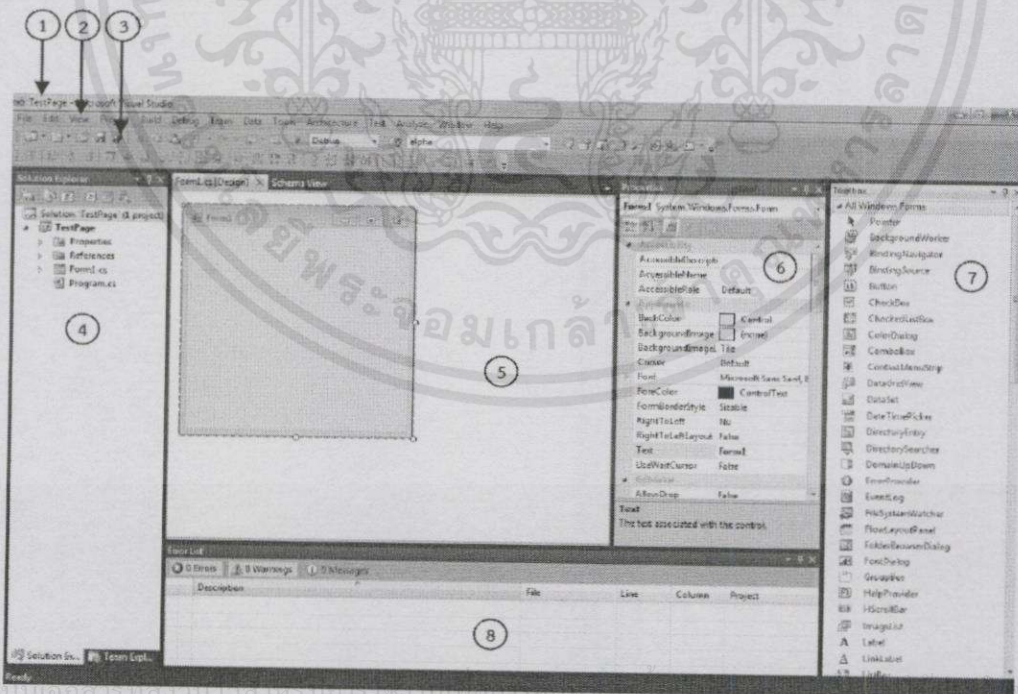 1 2 3
TestPage - Microsoft Visual Studio
File Edit View Project Build Debug Team Data Tools Architecture Test Analyze Window Help
Debug alpha
Solution Explorer
Solution 'TestPage' (1 project)
TestPage
Properties
References
Form1.cs
Program.cs
4
Solution Ex... Team Expl...
Ready
Form1.cs [Design] X Schema View
Form1
5
Properties
Form1 System.Windows.Forms.Form
Accessibility
AccessibleDescripti
AccessibleName
AccessibleRole Default
6
BackColor Control
BackgroundImage (none)
BackgroundImageL Tile
Cursor Default
Font Microsoft Sans Serif, 8
ForeColor ControlText
FormBorderStyle Sizable
RightToLeft No
RightToLeftLayout False
Text Form1
UseWaitCursor False
Behavior
AllowDrop False
Text
The text associated with the control.
Toolbox
All Windows Forms
Pointer
BackgroundWorker
BindingNavigator
BindingSource
7
Button
CheckBox
CheckedListBox
ColorDialog
ComboBox
ContextMenuStrip
DataGridView
DataSet
DateTimePicker
DirectoryEntry
DirectorySearcher
DomainUpDown
ErrorProvider
EventLog
FileSystemWatcher
FlowLayoutPanel
FolderBrowserDialog
FontDialog
GroupBox
HelpProvider
HScrollBar
ImageList
Label
LinkLabel
ListBox
Error List
0 Errors 0 Warnings 0 Messages
Description File Line Column Project
8